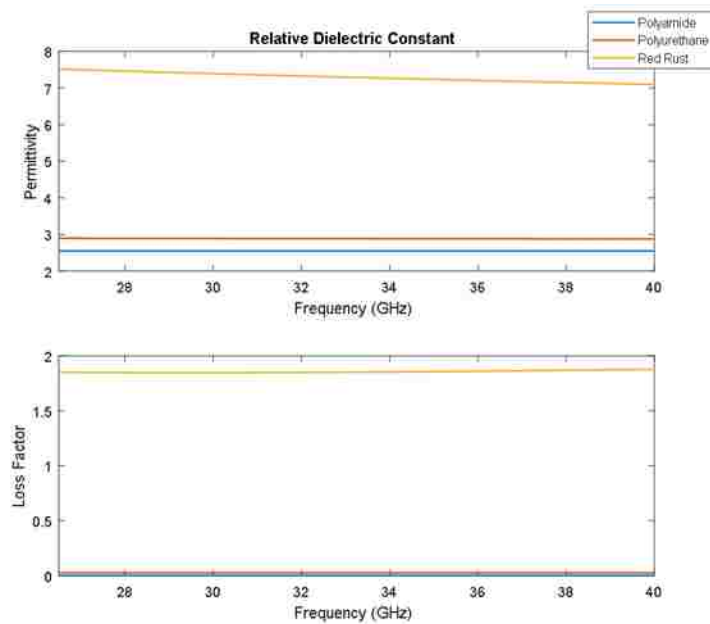 Relative Dielectric Constant
Polyamide
Polyurethane
Red Rust
8
7
6
5
4
3
2
Permittivity
28 30 32 34 36 38 40
Frequency (GHz)
2
1.5
1
0.5
0
Loss Factor
28 30 32 34 36 38 40
Frequency (GHz)